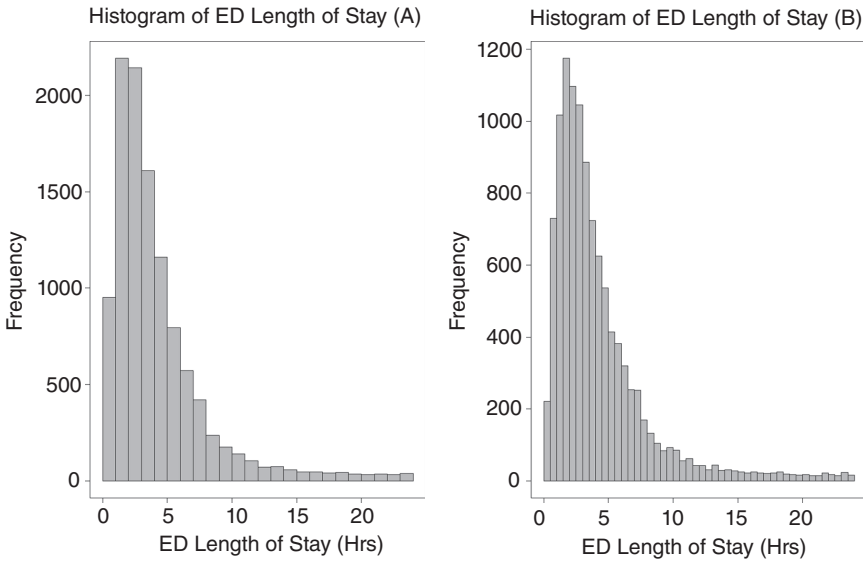 Histogram of ED Length of Stay (A)
Frequency
2000
1500
1000
500
0
0 5 10 15 20
ED Length of Stay (Hrs)
Histogram of ED Length of Stay (B)
Frequency
1200
1000
800
600
400
200
0
0 5 10 15 20
ED Length of Stay (Hrs)